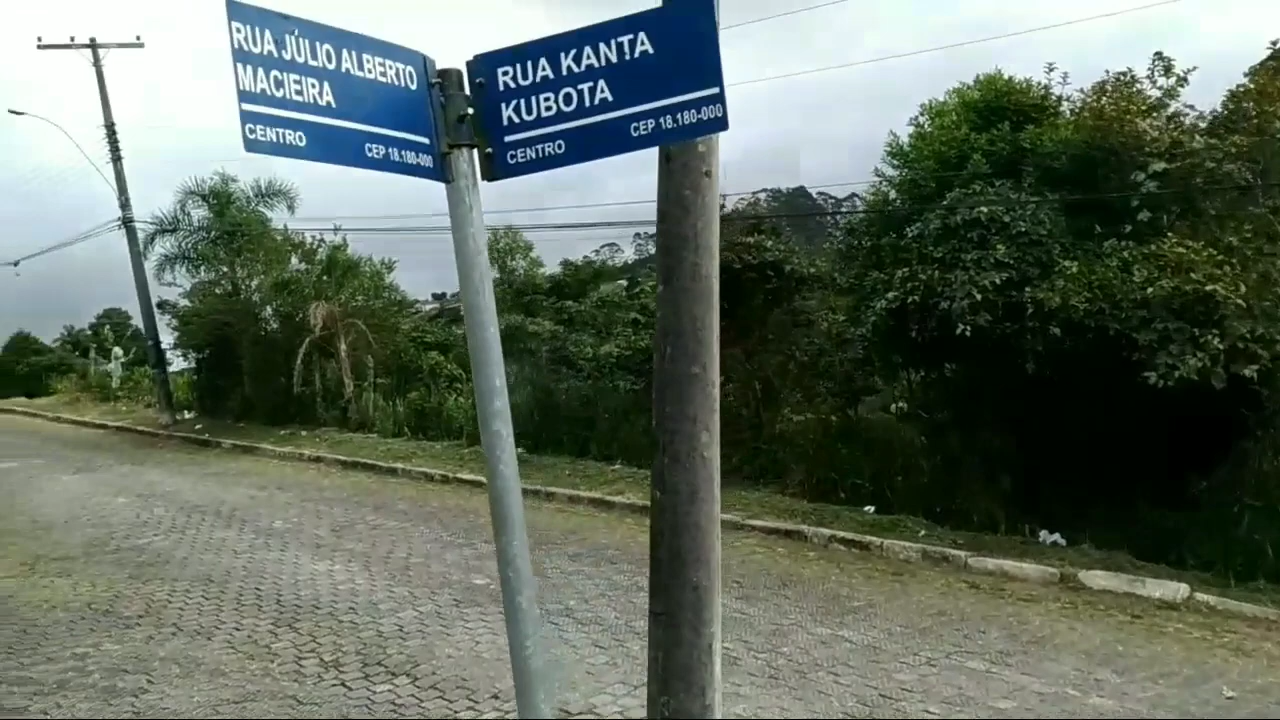 RUA JÚLIO ALBERTO
MACIEIRA
CENTRO
CEP 18.180-000
RUA KANTA
KUBOTA
CENTRO
CEP 18.180-000